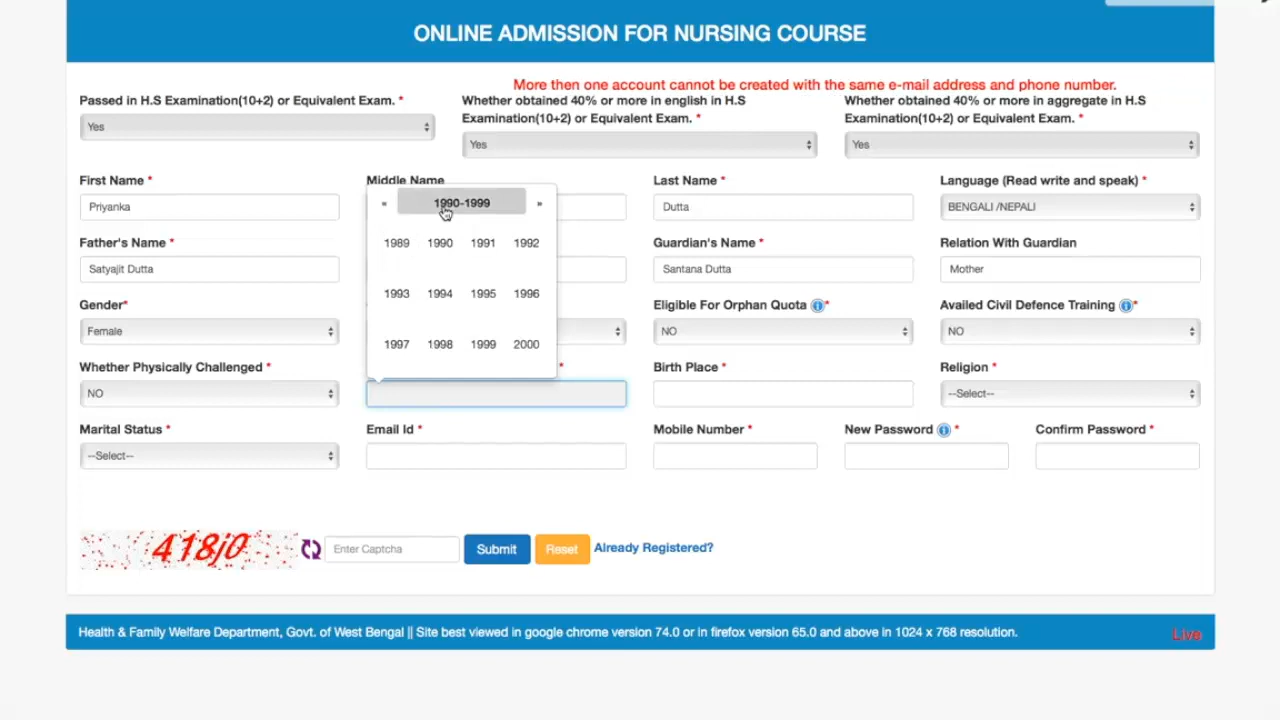 ONLINE ADMISSION FOR NURSING COURSE
More then one account cannot be created with the same e-mail address and phone number.
Passed in H.S Examination(10+2) or Equivalent Exam. *
Yes
Whether obtained 40% or more in english in H.S
Examination(10+2) or Equivalent Exam. *
Yes
Whether obtained 40% or more in aggregate in H.S
Examination(10+2) or Equivalent Exam. *
Yes
First Name *
Priyanka
Middle Name
Last Name *
Dutta
Language (Read write and speak) *
BENGALI /NEPALI
« 1990-1999 »
1989 1990 1991 1992
1993 1994 1995 1996
1997 1998 1999 2000
Father's Name *
Satyajit Dutta
Guardian's Name *
Santana Dutta
Relation With Guardian
Mother
Gender*
Female
Eligible For Orphan Quota *
NO
Availed Civil Defence Training *
NO
Whether Physically Challenged *
NO
*
Birth Place *
Religion *
--Select--
Marital Status *
--Select--
Email Id *
Mobile Number *
New Password *
Confirm Password *
418j0
Enter Captcha
Submit
Reset
Already Registered?
Health & Family Welfare Department, Govt. of West Bengal || Site best viewed in google chrome version 74.0 or in firefox version 65.0 and above in 1024 x 768 resolution.
Live